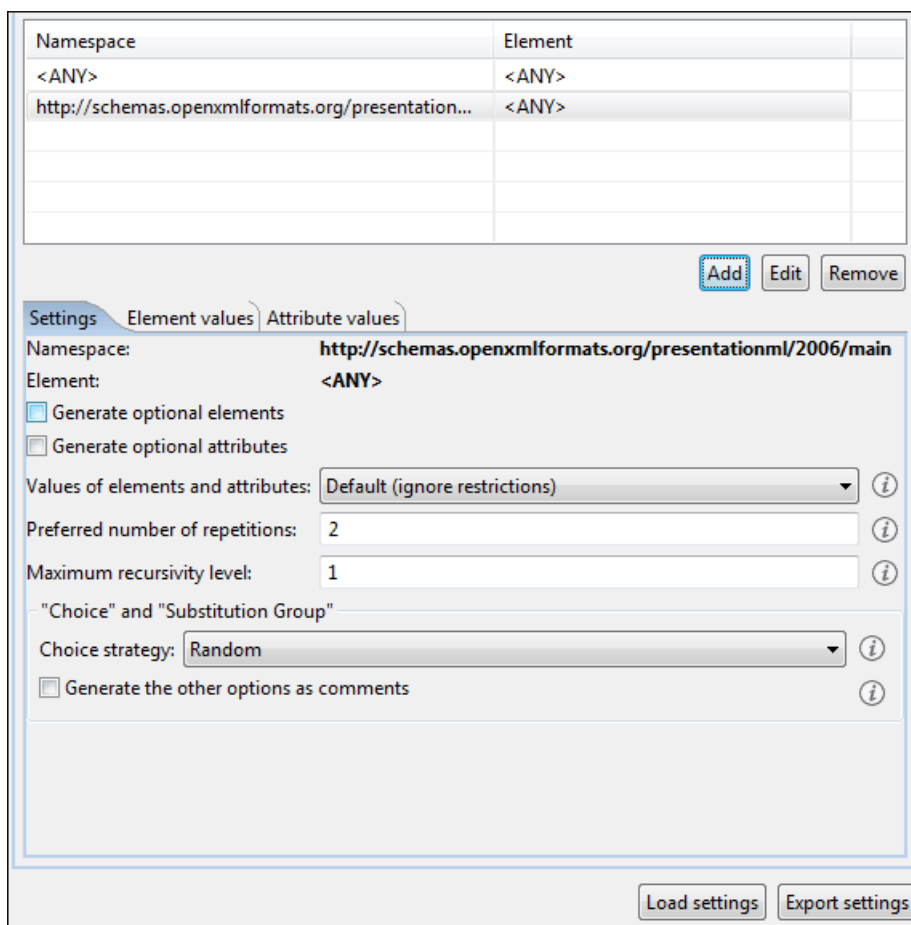 Namespace Element
<ANY> <ANY>
http://schemas.openxmlformats.org/presentation... <ANY>
Add Edit Remove
Settings Element values Attribute values
Namespace: http://schemas.openxmlformats.org/presentationml/2006/main
Element: <ANY>
Generate optional elements
Generate optional attributes
Values of elements and attributes: Default (ignore restrictions)
Preferred number of repetitions: 2
Maximum recursivity level: 1
"Choice" and "Substitution Group"
Choice strategy: Random
Generate the other options as comments
Load settings Export settings